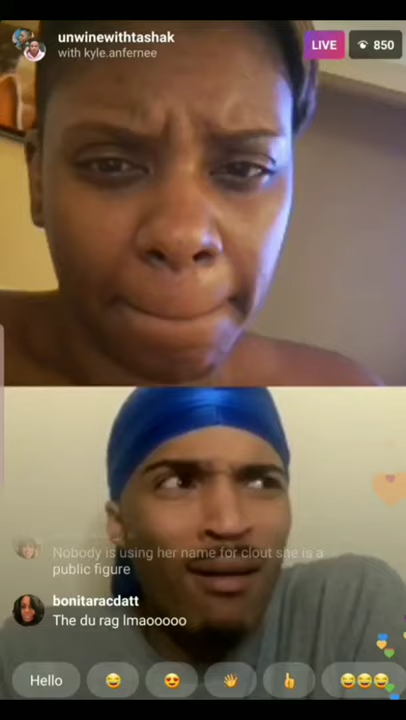 unwinewithtashak
LIVE
850
with kyle.anfernee
Nobody is using her name for clout she is a
public figure
bonitaracdatt
The du rag lmaooooo
Hello